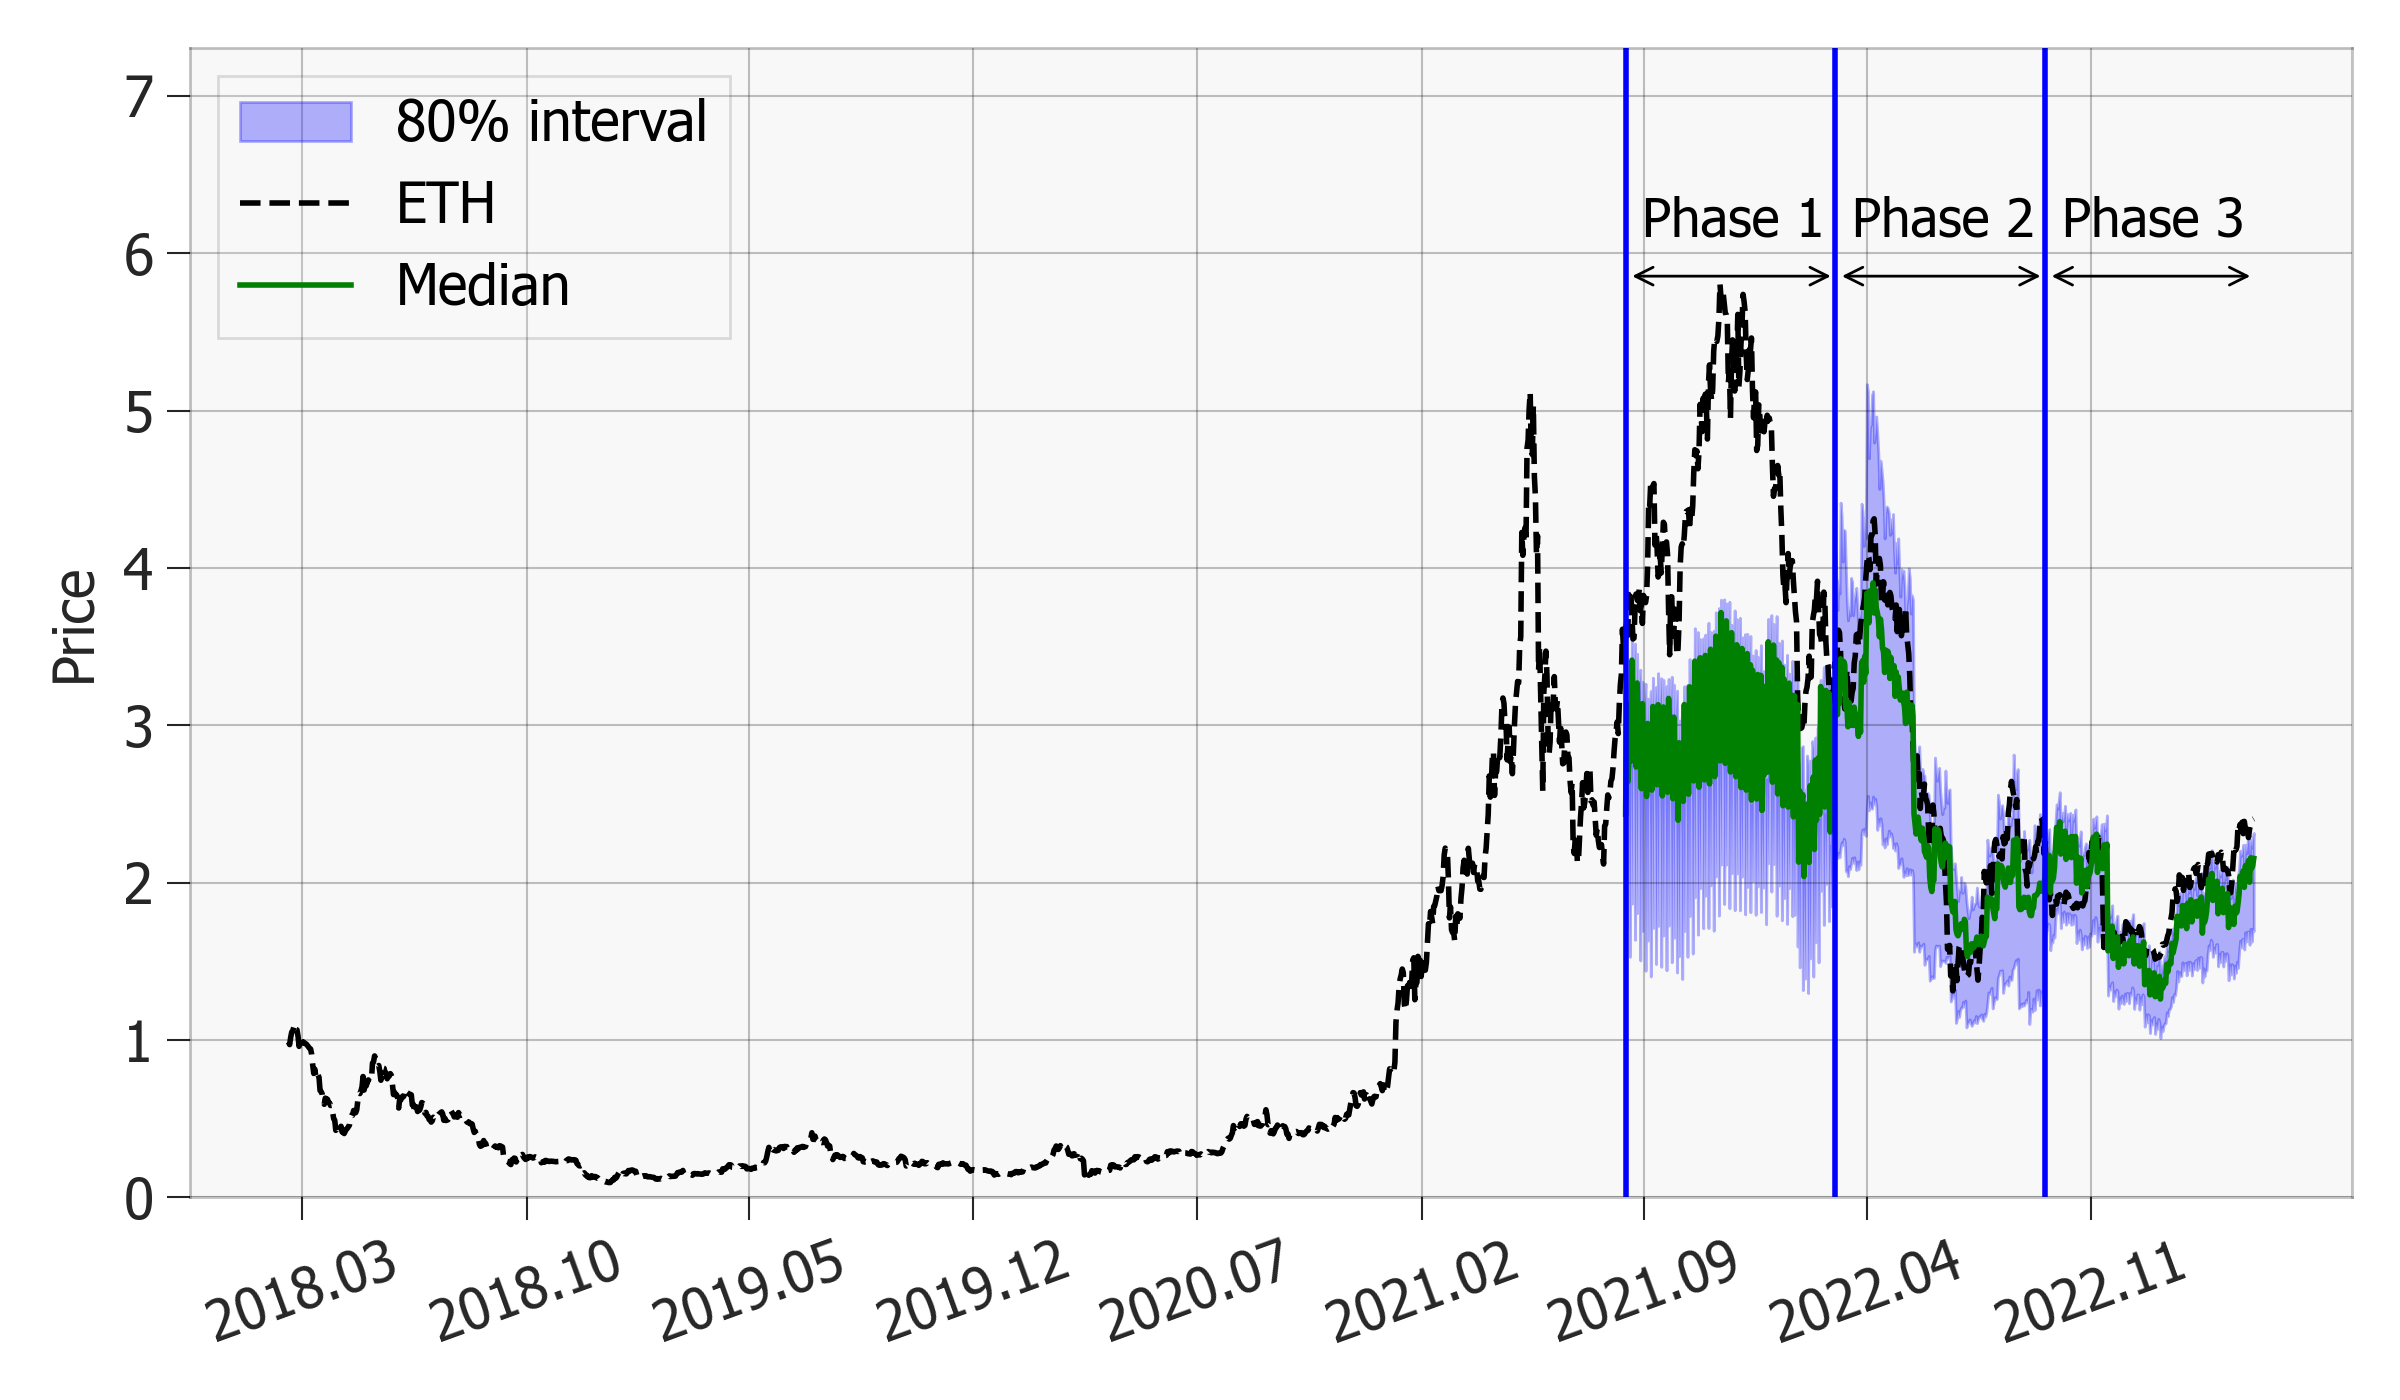 80% interval
ETH
Median
Phase 1
Phase 2
Phase 3
Price
7
6
5
4
3
2
1
0
2018.03
2018.10
2019.05
2019.12
2020.07
2021.02
2021.09
2022.04
2022.11